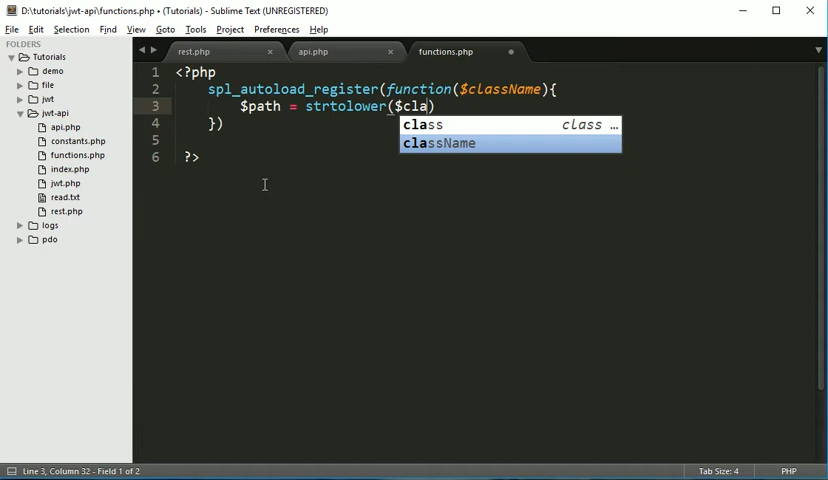 D:\tutorials\jwt-api\functions.php • (Tutorials) - Sublime Text (UNREGISTERED)
File Edit Selection Find View Goto Tools Project Preferences Help
FOLDERS
Tutorials
demo
file
jwt
jwt-api
api.php
constants.php
functions.php
index.php
jwt.php
read.txt
rest.php
logs
pdo
rest.php × api.php × functions.php
1 <?php
2 spl_autoload_register(function($className){
3 $path = strtolower($cla)
4 })
5
6 ?>
class class …
className
Line 3, Column 32 - Field 1 of 2 Tab Size: 4 PHP